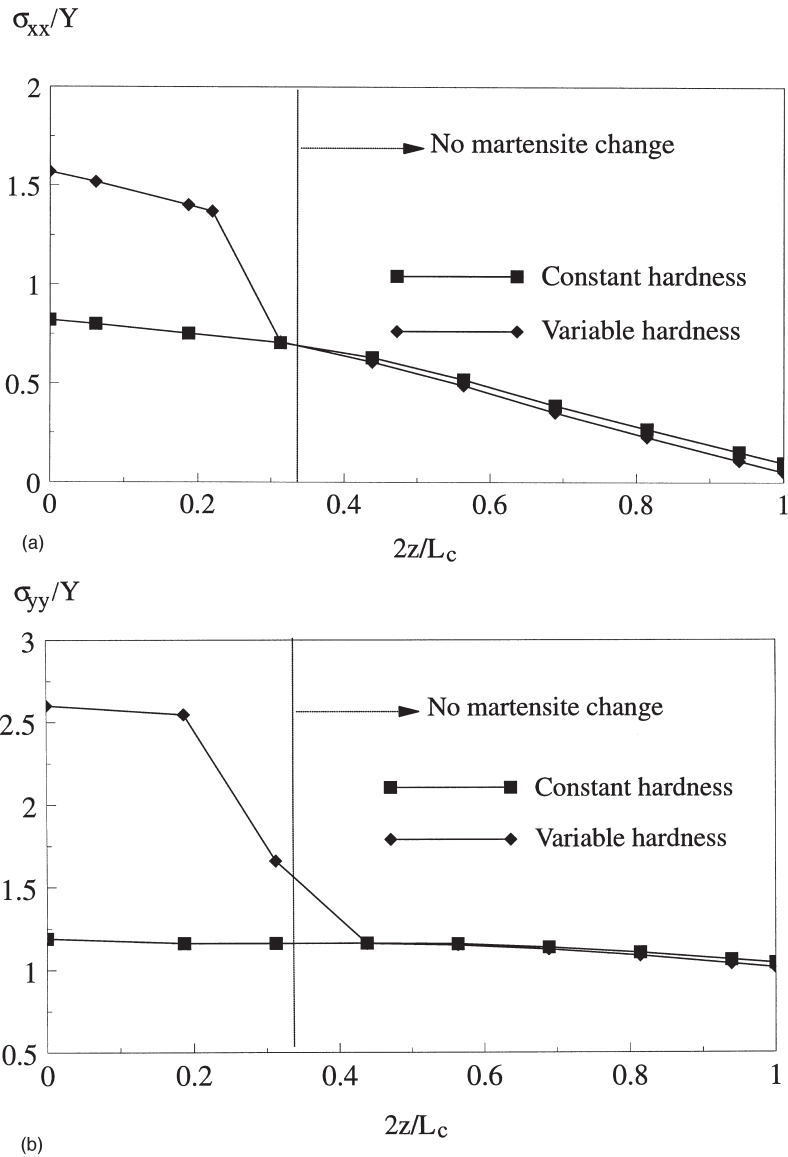 σxx/Y
2
1.5
1
0.5
0
No martensite change
Constant hardness
Variable hardness
0 0.2 0.4 0.6 0.8 1
(a)
2z/Lc
σyy/Y
3
2.5
2
1.5
1
0.5
No martensite change
Constant hardness
Variable hardness
0 0.2 0.4 0.6 0.8 1
2z/Lc
(b)